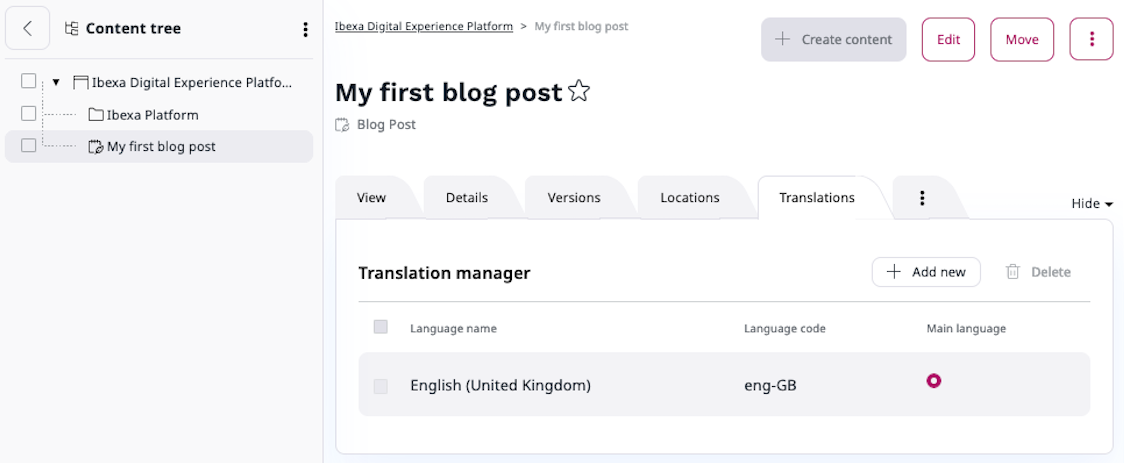 Content tree
Ibexa Digital Experience Platfo...
Ibexa Platform
My first blog post
Ibexa Digital Experience Platform > My first blog post
Create content
Edit
Move
My first blog post
Blog Post
View
Details
Versions
Locations
Translations
Hide
Translation manager
Add new
Delete
Language name Language code Main language
English (United Kingdom) eng-GB